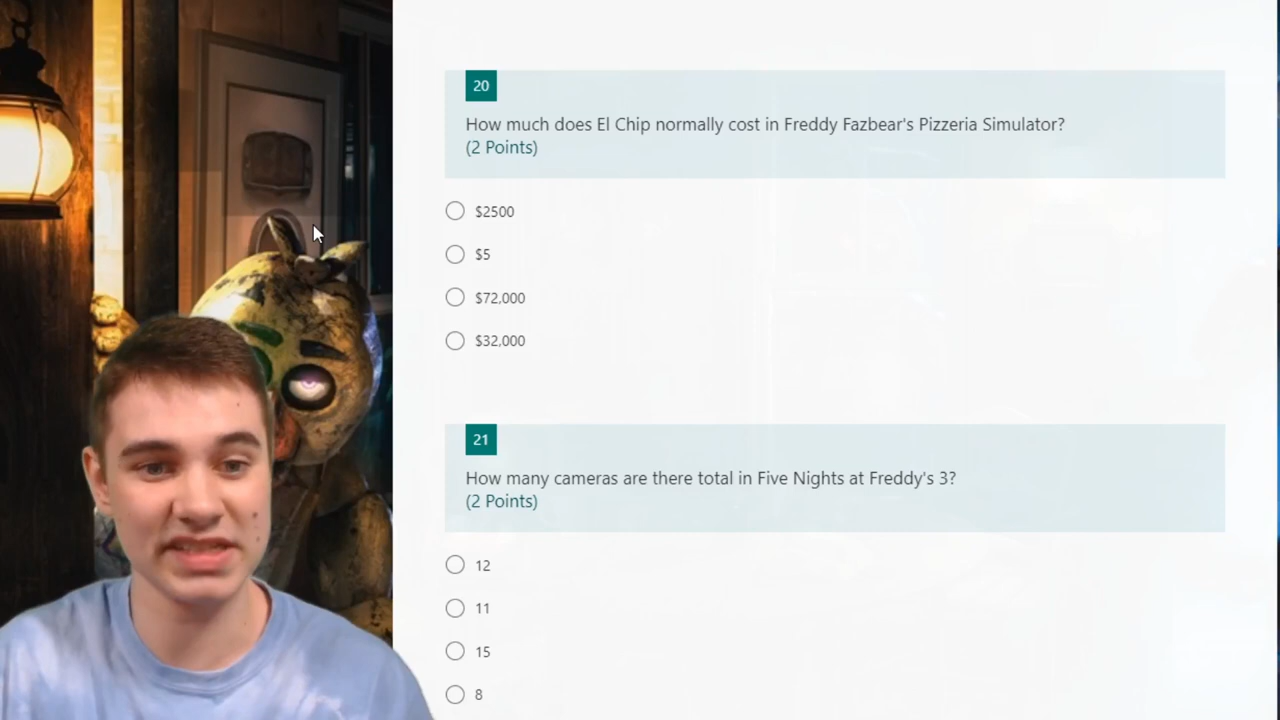 20
How much does El Chip normally cost in Freddy Fazbear's Pizzeria Simulator?
(2 Points)
$2500
$5
$72,000
$32,000
21
How many cameras are there total in Five Nights at Freddy's 3?
(2 Points)
12
11
15
8